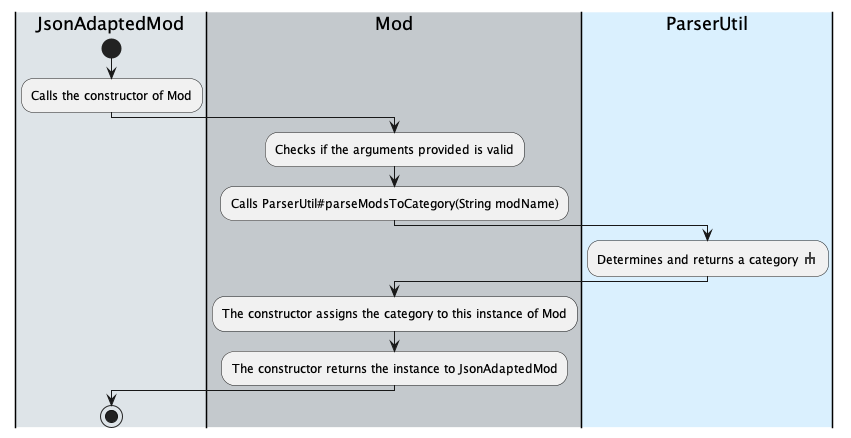 JsonAdaptedMod
Mod
ParserUtil
Calls the constructor of Mod
Checks if the arguments provided is valid
Calls ParserUtil#parseModsToCategory(String modName)
Determines and returns a category
The constructor assigns the category to this instance of Mod
The constructor returns the instance to JsonAdaptedMod